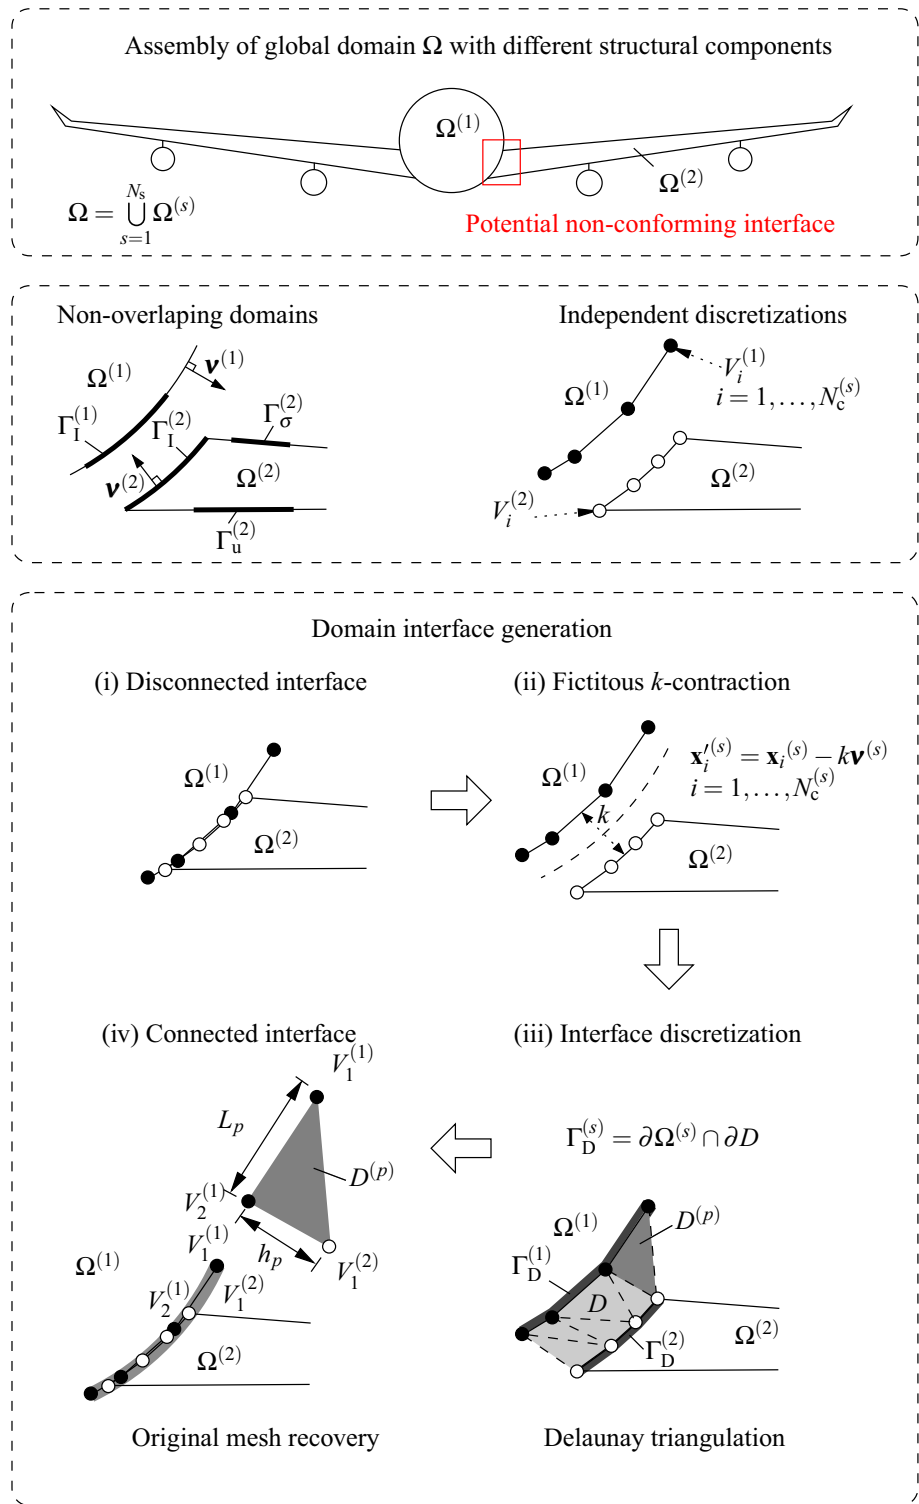 Assembly of global domain Ω with different structural components
Ω^(1)
Ω^(2)
Ω = ⋃_{s=1}^{N_s} Ω^(s)
Potential non-conforming interface
Non-overlaping domains
ν^(1)
Ω^(1)
Γ_I^(1)
Γ_I^(2)
Γ_σ^(2)
ν^(2)
Ω^(2)
Γ_u^(2)
Independent discretizations
V_i^(1)
i = 1,...,N_c^(s)
Ω^(1)
Ω^(2)
V_i^(2)
Domain interface generation
(i) Disconnected interface
Ω^(1)
Ω^(2)
(ii) Fictitous k-contraction
x′_i^(s) = x_i^(s) − kν^(s)
i = 1,...,N_c^(s)
Ω^(1)
k
Ω^(2)
(iv) Connected interface
V_1^(1)
L_p
D^(p)
V_2^(1)
h_p
V_1^(2)
Ω^(1)
V_1^(1)
V_2^(1)
V_1^(2)
Ω^(2)
Original mesh recovery
(iii) Interface discretization
Γ_D^(s) = ∂Ω^(s) ∩ ∂D
Ω^(1)
D^(p)
Γ_D^(1)
D
Ω^(2)
Γ_D^(2)
Delaunay triangulation